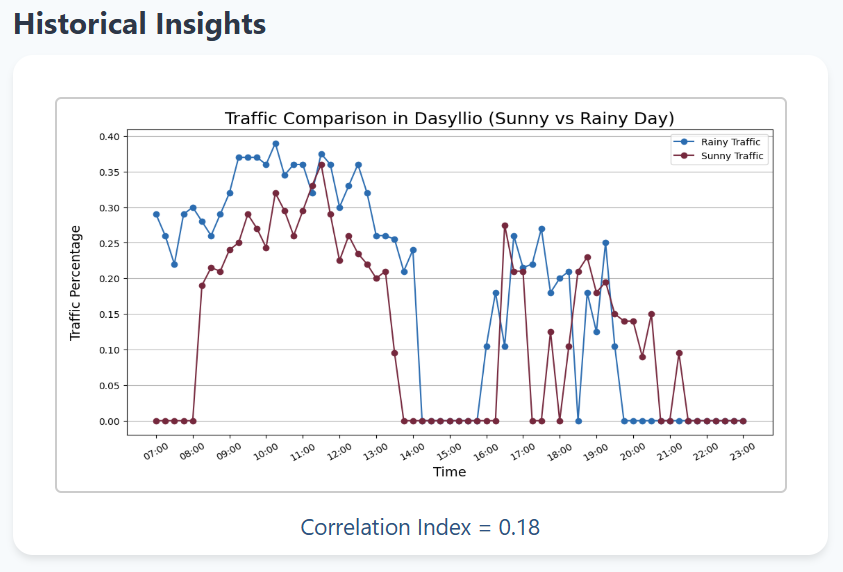 Historical Insights
Traffic Comparison in Dasyllio (Sunny vs Rainy Day)
Rainy Traffic
Sunny Traffic
Traffic Percentage
0.40
0.35
0.30
0.25
0.20
0.15
0.10
0.05
0.00
07:00 08:00 09:00 10:00 11:00 12:00 13:00 14:00 15:00 16:00 17:00 18:00 19:00 20:00 21:00 22:00 23:00
Time
Correlation Index = 0.18